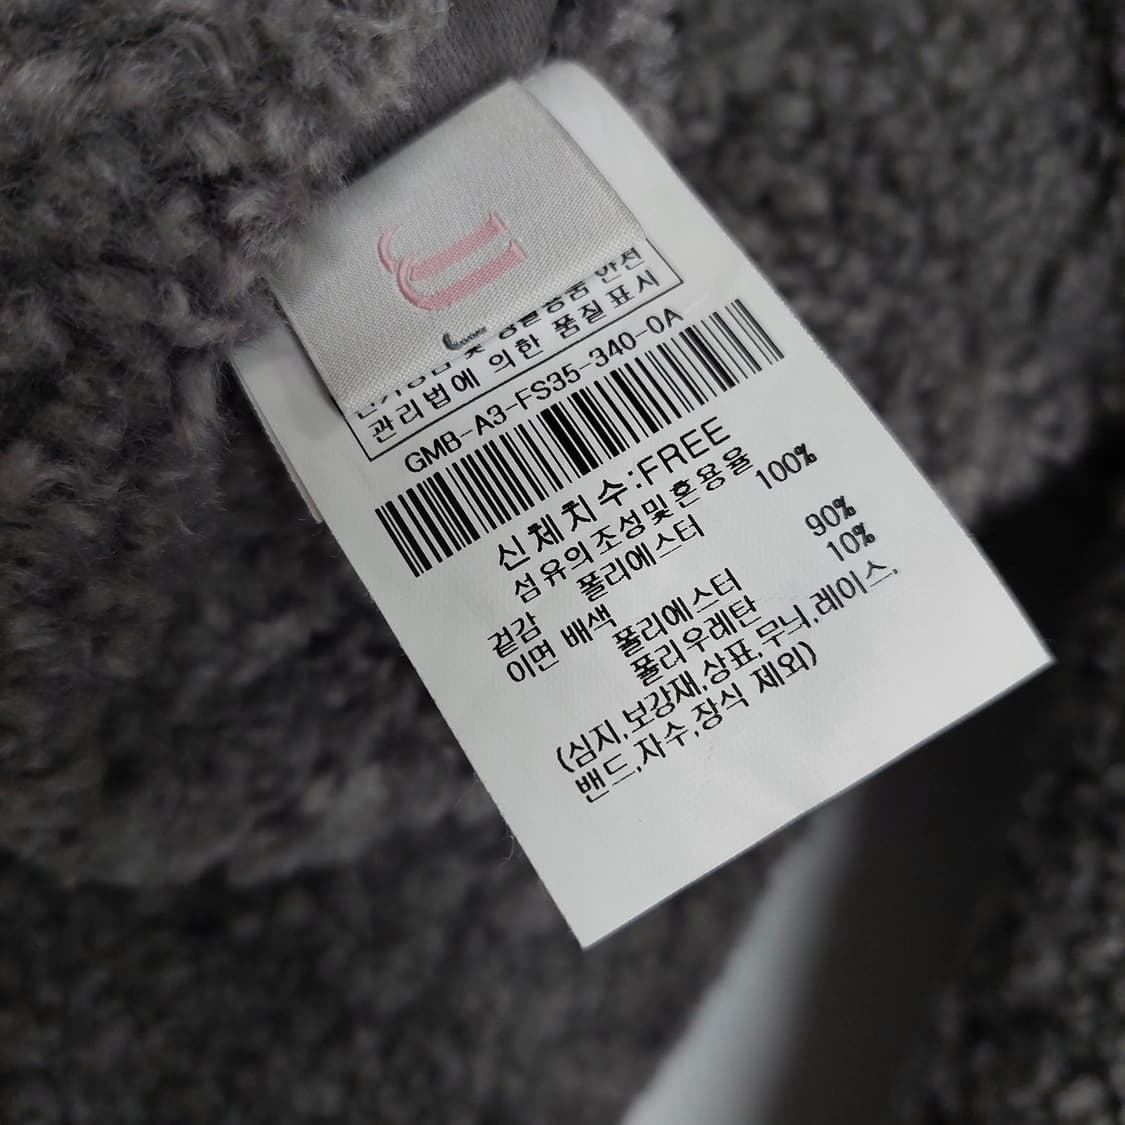 관리법에 의한 품질표시
GMB-A3-FS35-340-0A
신체치수:FREE
섬유의조성및혼용율
겉감 폴리에스터 100%
이면 배색 폴리에스터 90%
폴리우레탄 10%
(심지,보강재,상표,무늬,레이스,
밴드,자수,장식 제외)